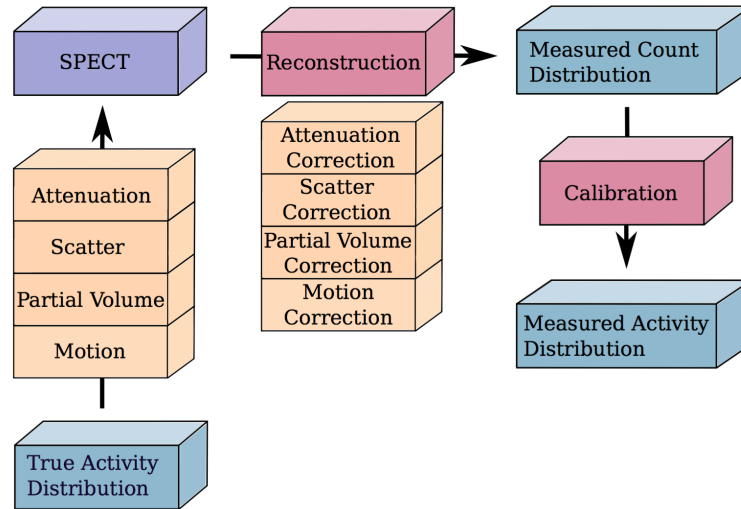 SPECT
Reconstruction
Measured Count
Distribution
Attenuation
Correction
Scatter
Correction
Partial Volume
Correction
Motion
Correction
Calibration
Attenuation
Scatter
Partial Volume
Motion
Measured Activity
Distribution
True Activity
Distribution